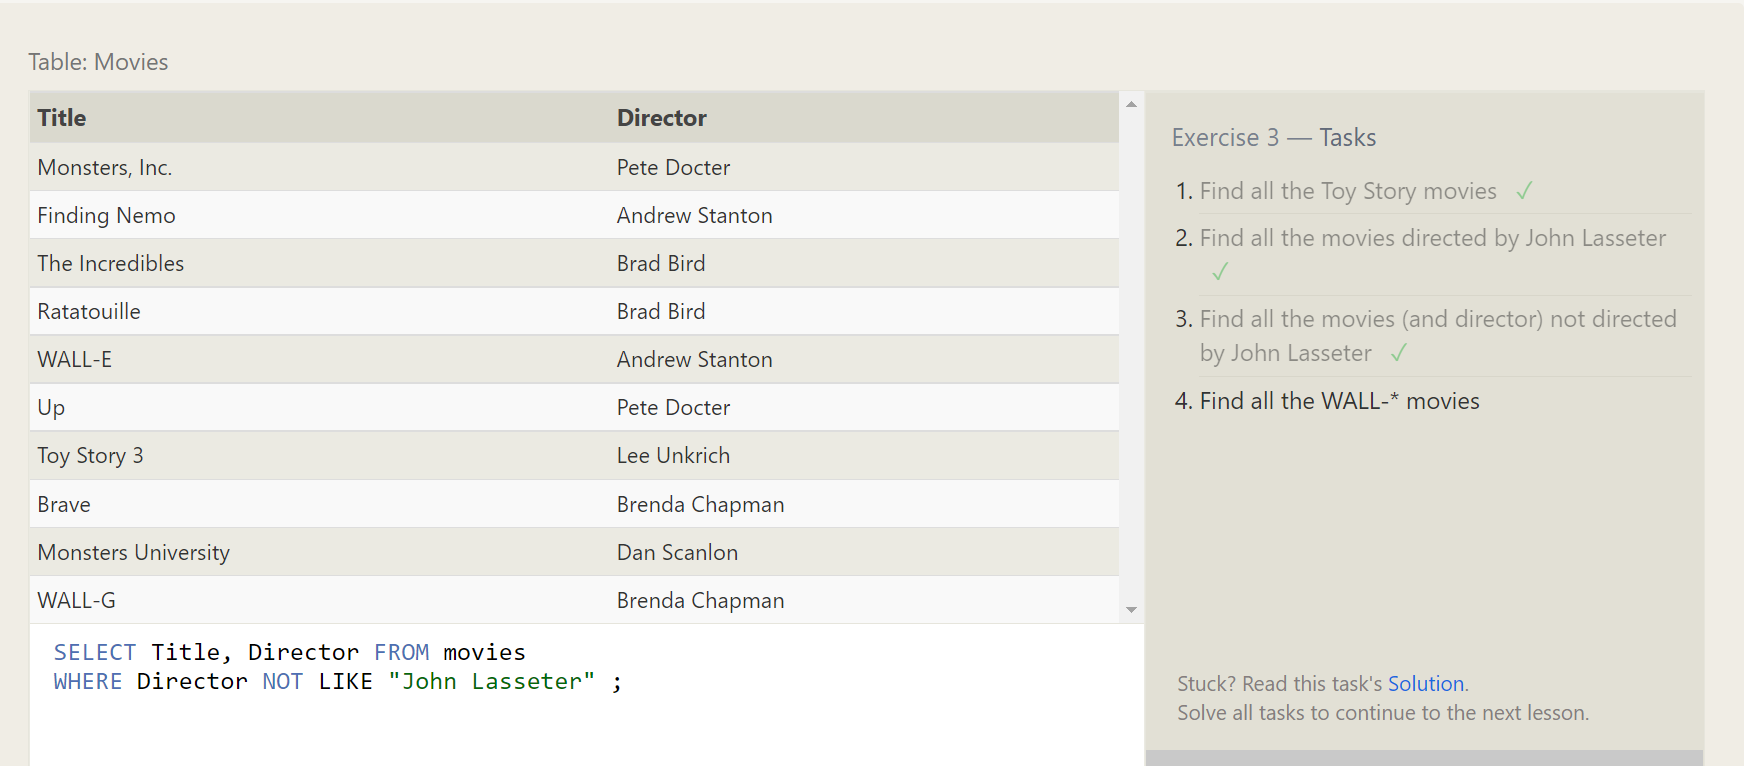 Table: Movies
Title Director
Monsters, Inc. Pete Docter
Finding Nemo Andrew Stanton
The Incredibles Brad Bird
Ratatouille Brad Bird
WALL-E Andrew Stanton
Up Pete Docter
Toy Story 3 Lee Unkrich
Brave Brenda Chapman
Monsters University Dan Scanlon
WALL-G Brenda Chapman
SELECT Title, Director FROM movies
WHERE Director NOT LIKE "John Lasseter" ;
Exercise 3 — Tasks
1. Find all the Toy Story movies ✓
2. Find all the movies directed by John Lasseter
✓
3. Find all the movies (and director) not directed
by John Lasseter ✓
4. Find all the WALL-* movies
Stuck? Read this task's Solution.
Solve all tasks to continue to the next lesson.